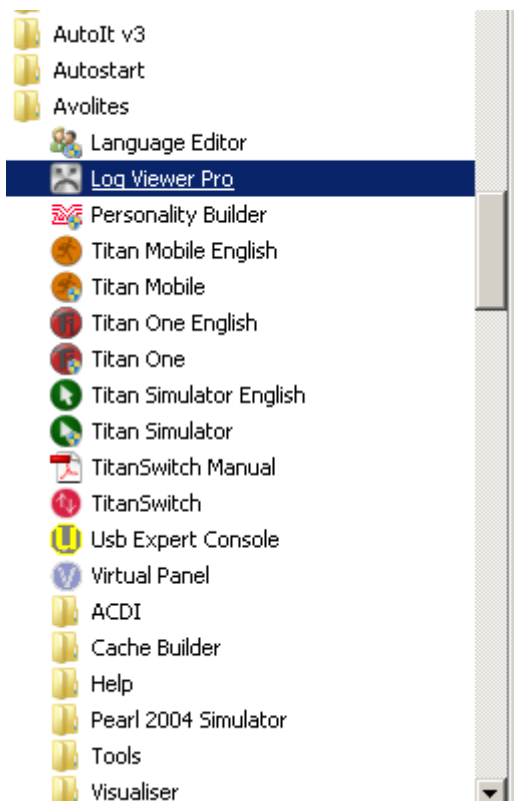 AutoIt v3
Autostart
Avolites
Language Editor
Log Viewer Pro
Personality Builder
Titan Mobile English
Titan Mobile
Titan One English
Titan One
Titan Simulator English
Titan Simulator
TitanSwitch Manual
TitanSwitch
Usb Expert Console
Virtual Panel
ACDI
Cache Builder
Help
Pearl 2004 Simulator
Tools
Visualiser